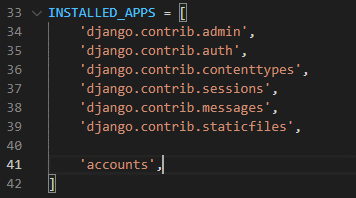 33 INSTALLED_APPS = [
34     'django.contrib.admin',
35     'django.contrib.auth',
36     'django.contrib.contenttypes',
37     'django.contrib.sessions',
38     'django.contrib.messages',
39     'django.contrib.staticfiles',
40
41     'accounts',
42 ]